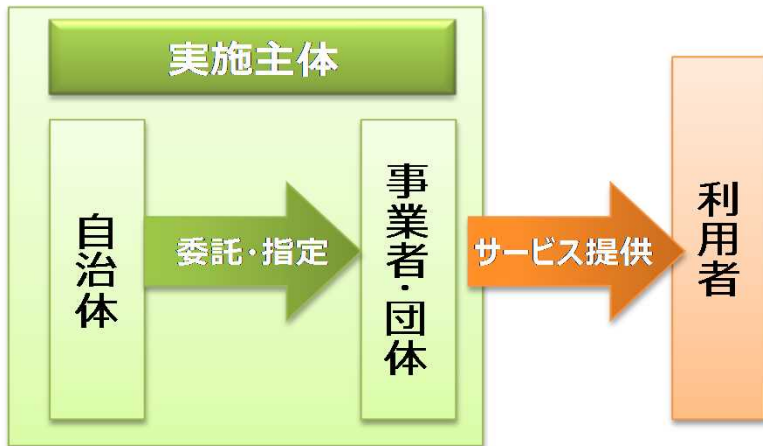 実施主体
自治体
委託・指定
事業者・団体
サービス提供
利用者